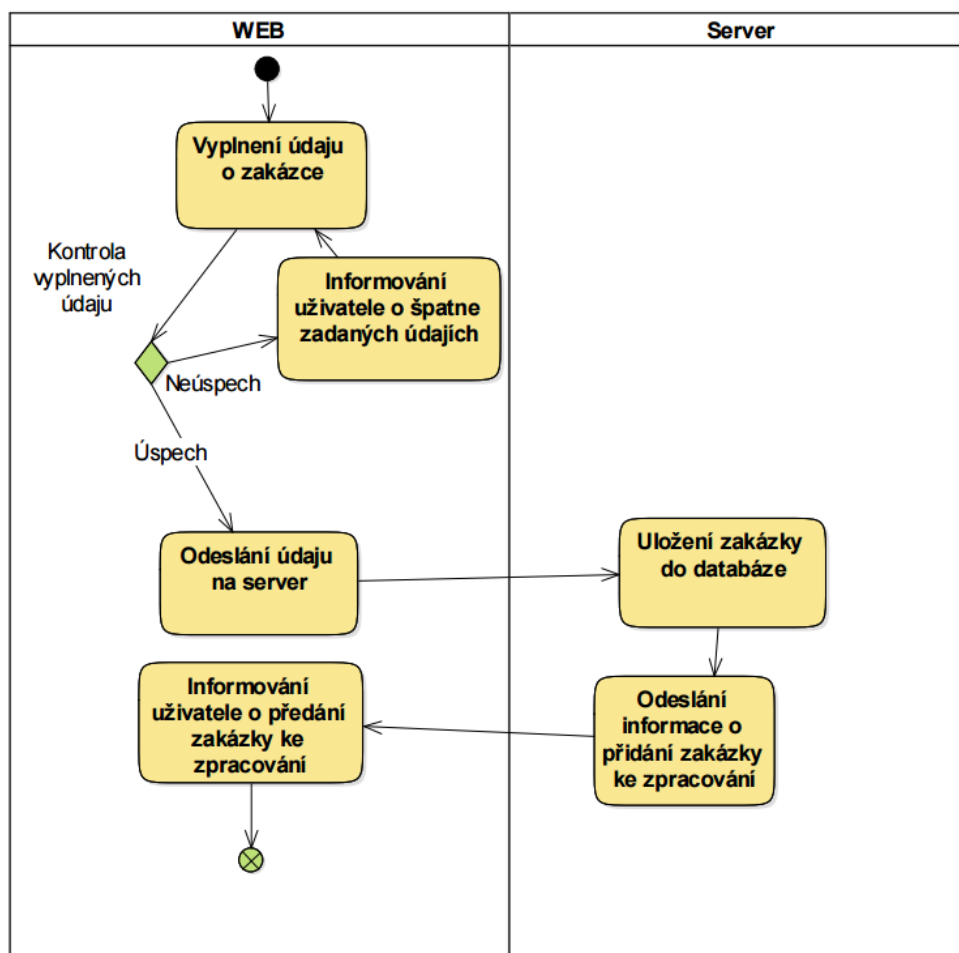 WEB
Server
Vyplnení údaju
o zakázce
Kontrola
vyplnených
údaju
Informování
uživatele o špatne
zadaných údajích
Neúspech
Úspech
Odeslání údaju
na server
Uložení zakázky
do databáze
Informování
uživatele o předání
zakázky ke
zpracování
Odeslání
informace o
přidání zakázky
ke zpracování